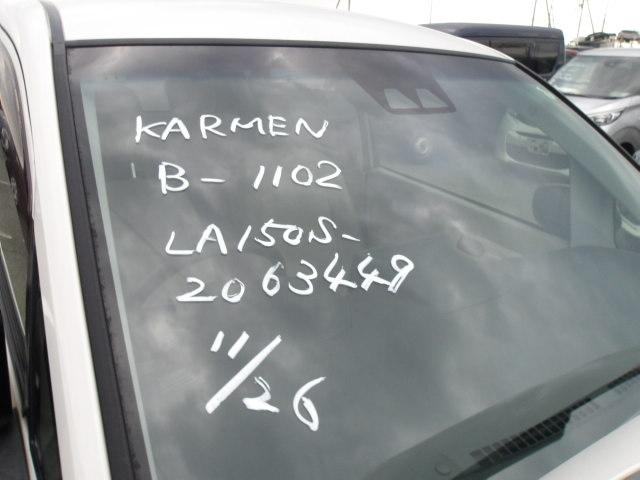 KARMEN
B-1102
LA150S-
2063449
11/26